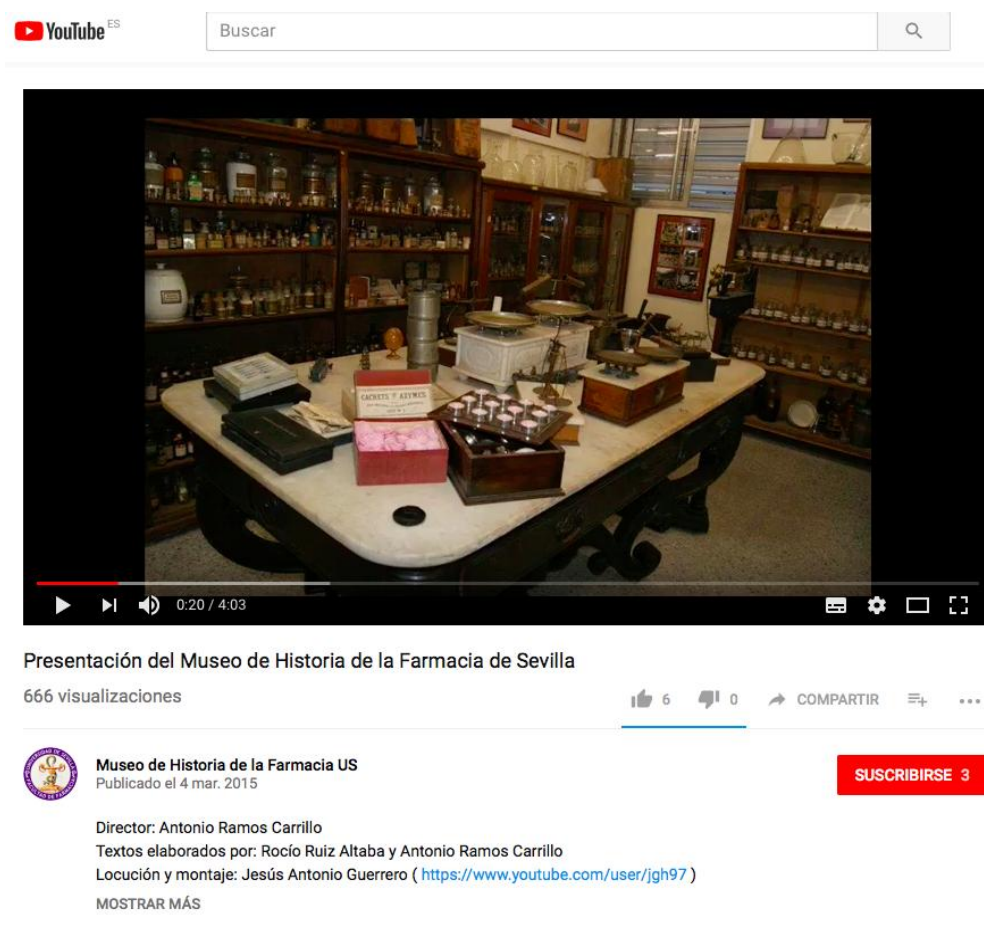 YouTube ES
Buscar
CACHETS Y AZYMES
0:20 / 4:03
Presentación del Museo de Historia de la Farmacia de Sevilla
666 visualizaciones
6 0 COMPARTIR
Museo de Historia de la Farmacia US
Publicado el 4 mar. 2015
SUSCRIBIRSE 3
Director: Antonio Ramos Carrillo
Textos elaborados por: Rocío Ruiz Altaba y Antonio Ramos Carrillo
Locución y montaje: Jesús Antonio Guerrero ( https://www.youtube.com/user/jgh97 )
MOSTRAR MÁS